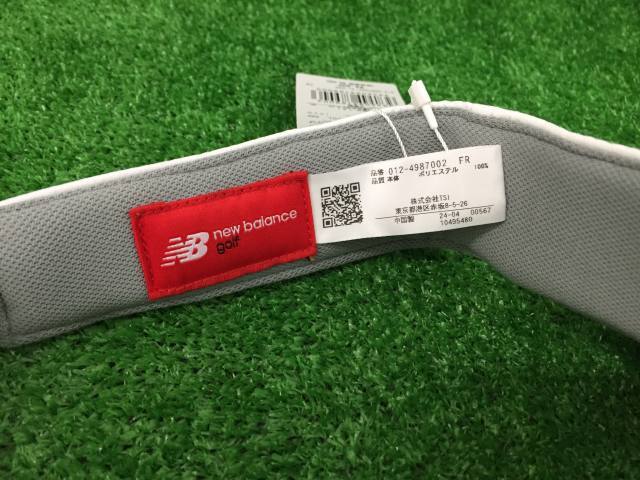 NB new balance
golf
品番 012-4987002 FR
品質 本体 ポリエステル 100%
株式会社TSI
東京都港区赤坂8-5-26
中国製 24-04 00567
10495480